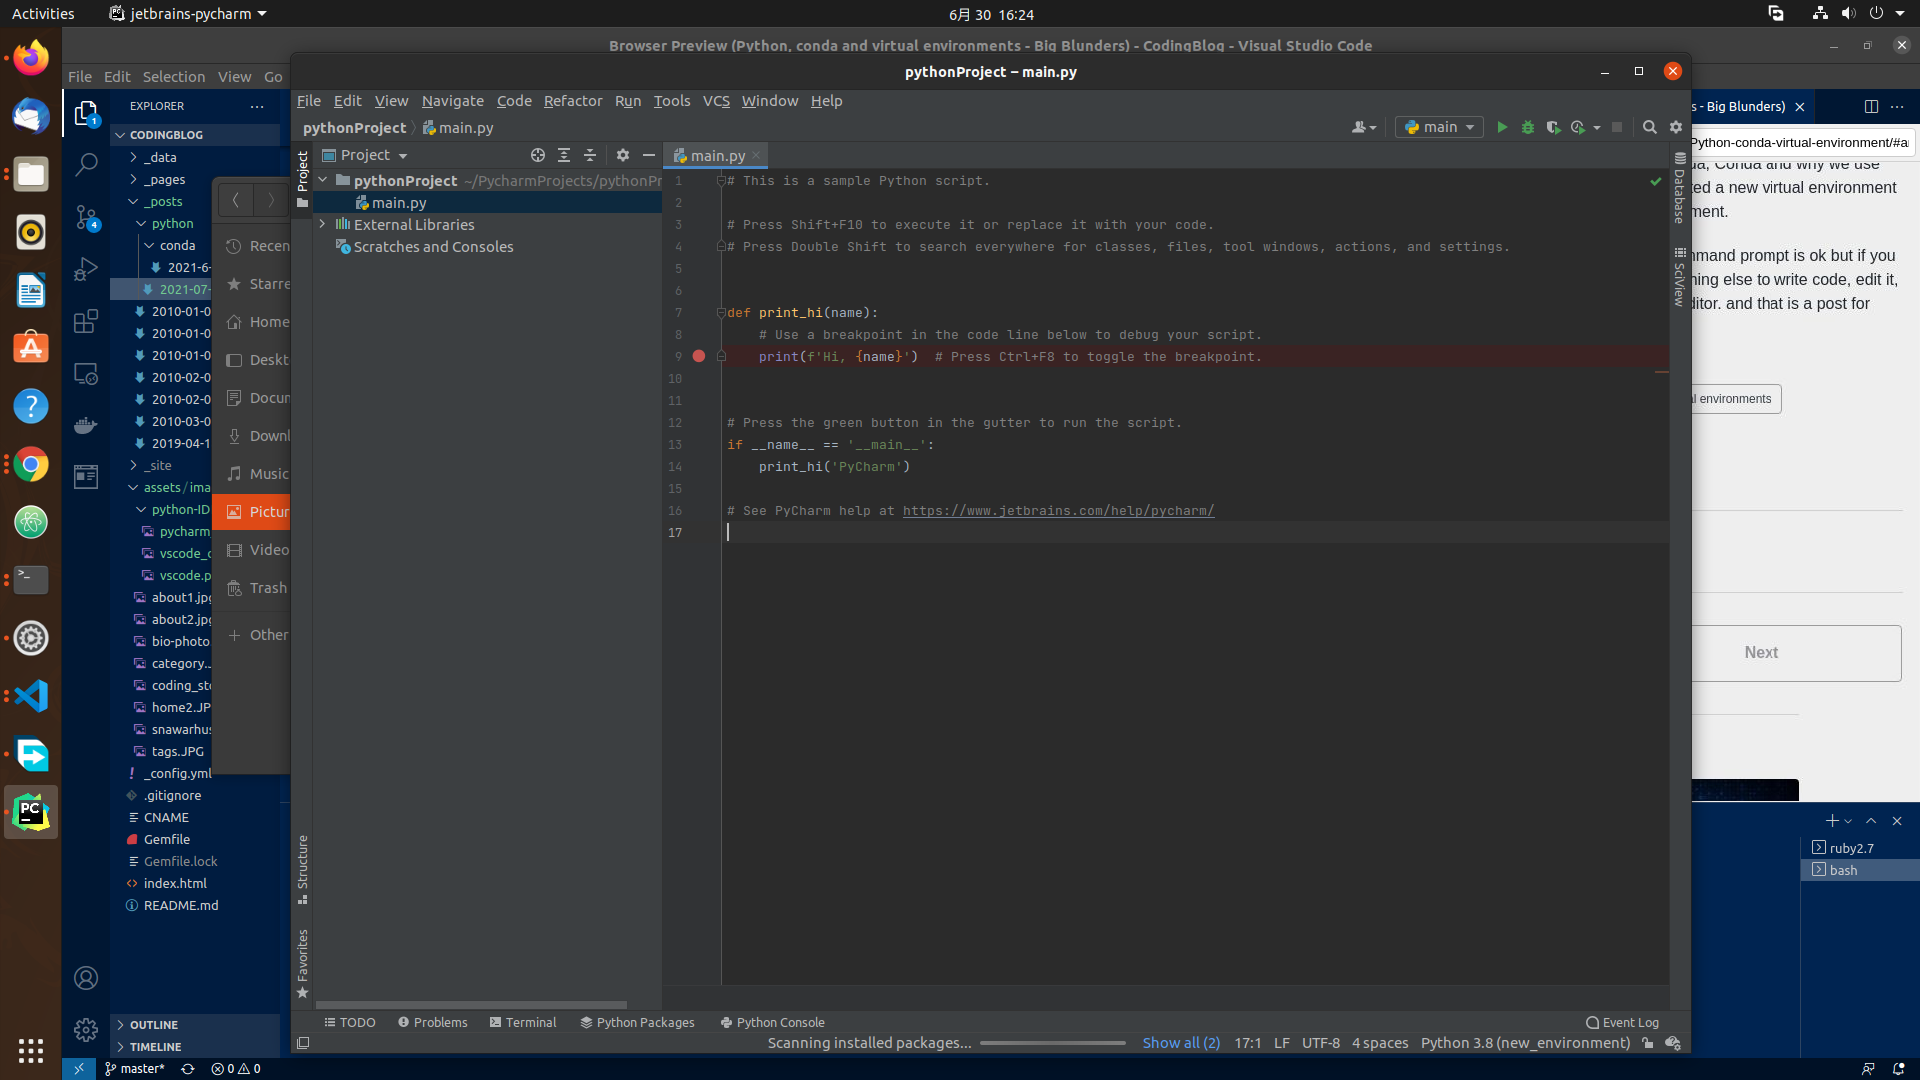 Activities
jetbrains-pycharm
6月 30 16:24
Browser Preview (Python, conda and virtual environments - Big Blunders) - CodingBlog - Visual Studio Code
File Edit Selection View Go
pythonProject – main.py
File Edit View Navigate Code Refactor Run Tools VCS Window Help
pythonProject
main.py
main
EXPLORER
CODINGBLOG
_data
_pages
_posts
python
conda
2021-6-
2021-07-
2010-01-0
2010-01-0
2010-01-0
2010-02-0
2010-02-0
2010-03-0
2019-04-1
_site
assets/ima
python-ID
pycharm
vscode_c
vscode.p
about1.jpg
about2.jpg
bio-photo.
category..
coding_sto
home2.JP
snawarhus
tags.JPG
_config.yml
.gitignore
CNAME
Gemfile
Gemfile.lock
index.html
README.md
OUTLINE
TIMELINE
1
4
Recen
Starre
Home
Deskt
Docum
Downl
Music
Pictur
Video
Trash
Other
Project
Structure
Favorites
Project
pythonProject ~/PycharmProjects/pythonPr
main.py
External Libraries
Scratches and Consoles
main.py
1 # This is a sample Python script.
2
3 # Press Shift+F10 to execute it or replace it with your code.
4 # Press Double Shift to search everywhere for classes, files, tool windows, actions, and settings.
5
6
7 def print_hi(name):
8 # Use a breakpoint in the code line below to debug your script.
9 print(f'Hi, {name}') # Press Ctrl+F8 to toggle the breakpoint.
10
11
12 # Press the green button in the gutter to run the script.
13 if __name__ == '__main__':
14 print_hi('PyCharm')
15
16 # See PyCharm help at https://www.jetbrains.com/help/pycharm/
17
Database
SciView
s - Big Blunders)
Python-conda-virtual-environment/#a
a, Conda and why we use
ted a new virtual environment
ment.
mmand prompt is ok but if you
hing else to write code, edit it,
ditor. and that is a post for
al environments
Next
ruby2.7
bash
TODO Problems Terminal Python Packages Python Console
Event Log
Scanning installed packages...
Show all (2) 17:1 LF UTF-8 4 spaces Python 3.8 (new_environment)
master*
0 0
PC